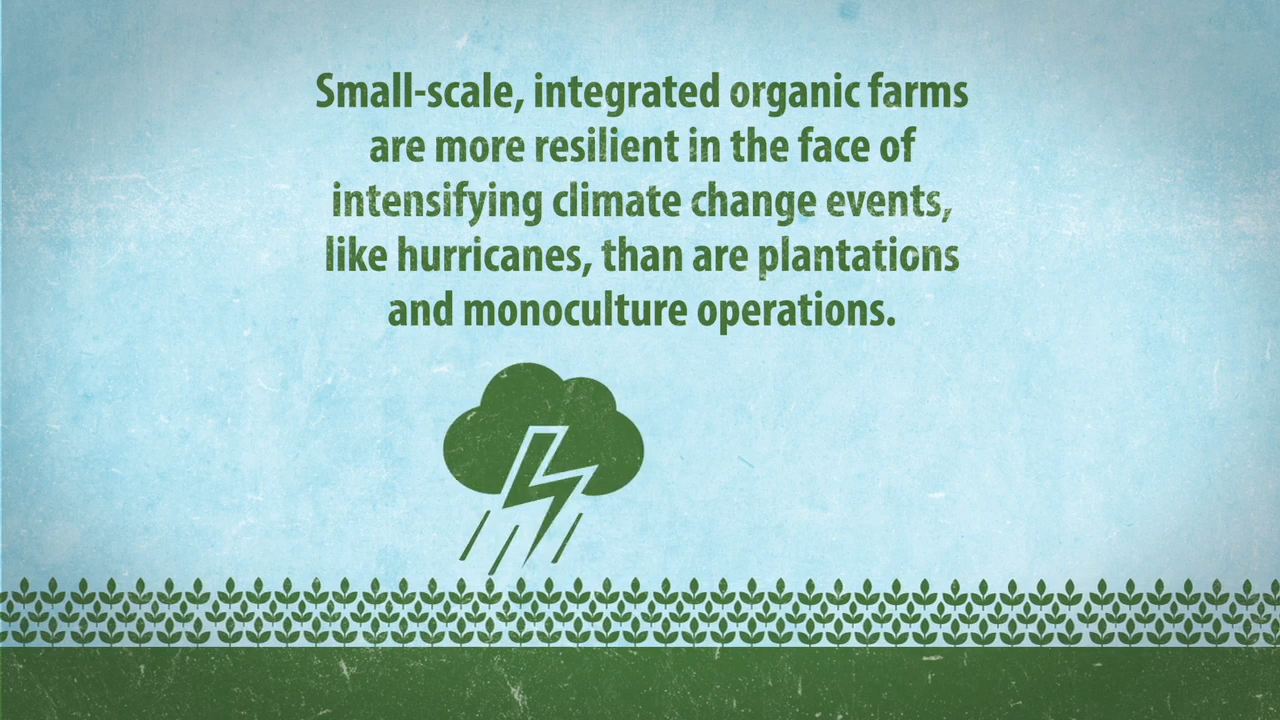 Small-scale, integrated organic farms
are more resilient in the face of
intensifying climate change events,
like hurricanes, than are plantations
and monoculture operations.